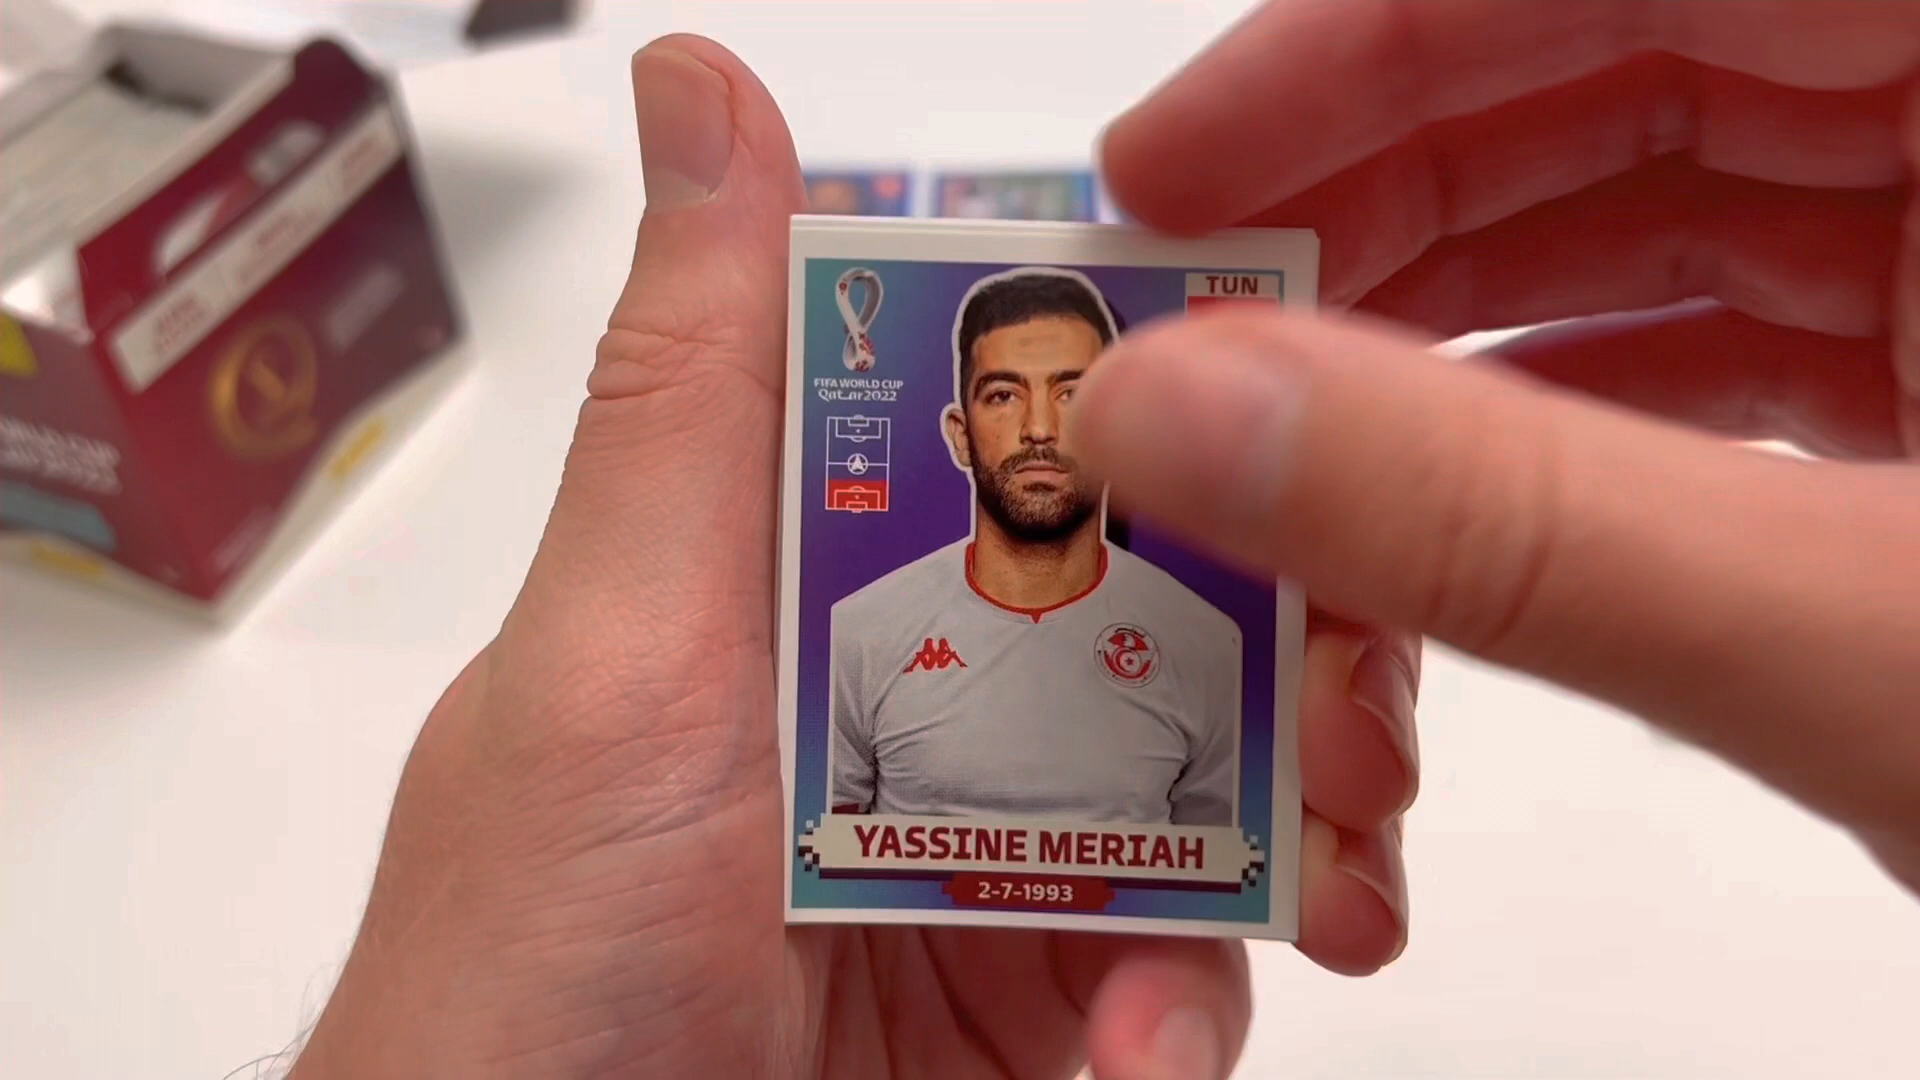 TUN
FIFA WORLD CUP
Qatar2022
YASSINE MERIAH
2-7-1993